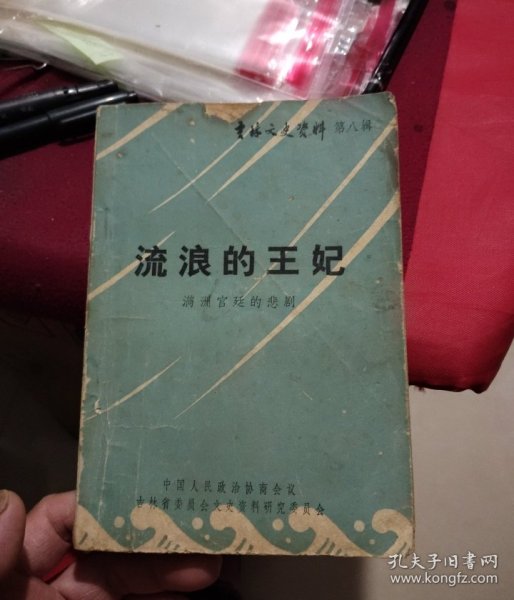 吉林文史资料 第八辑
流浪的王妃
满洲宫廷的悲剧
中国人民政治协商会议
吉林省委员会文史资料研究委员会
孔夫子旧书网
www.kongfz.com